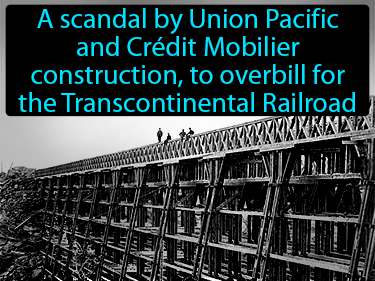 A scandal by Union Pacific
and Crédit Mobilier
construction, to overbill for
the Transcontinental Railroad